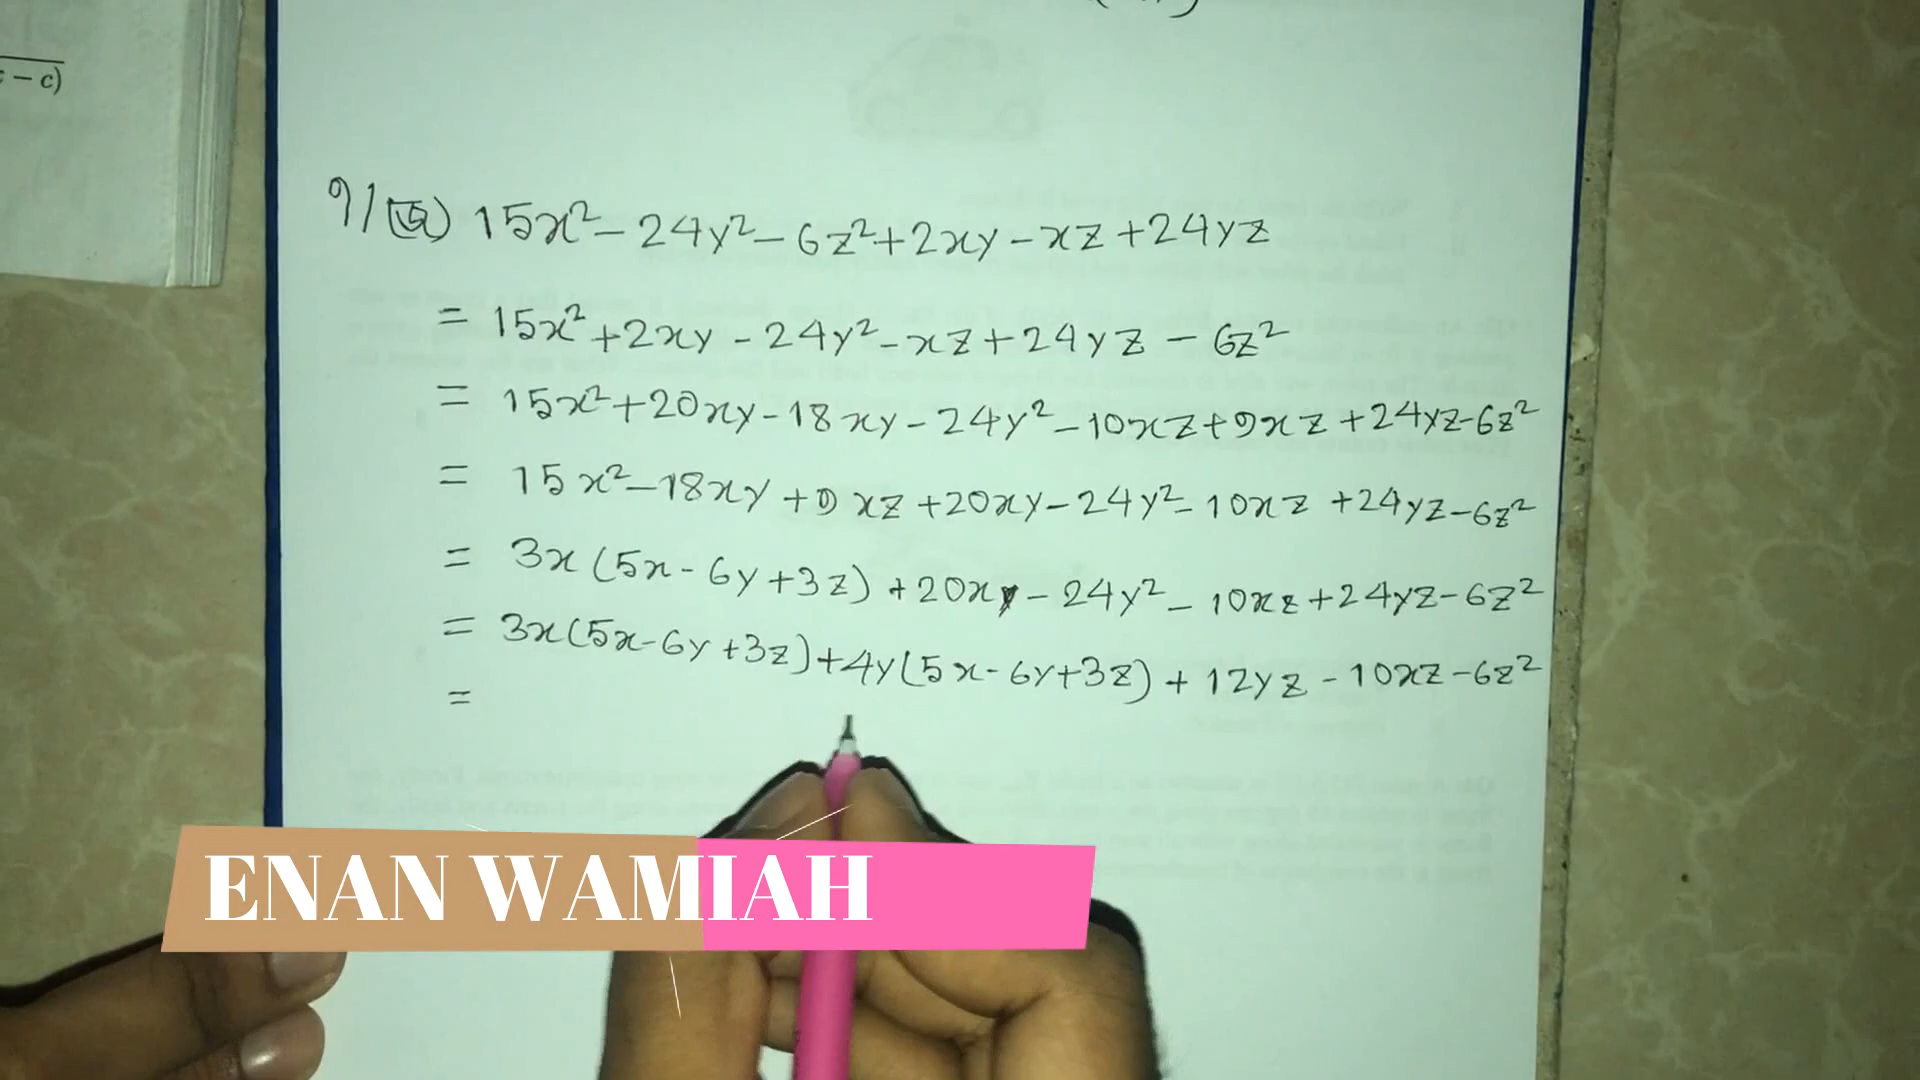 c - c)
15x² - 24y² - 6z² + 2xy - xz + 24yz
= 15x² + 2xy - 24y² - xz + 24yz - 6z²
= 15x² + 20xy - 18xy - 24y² - 10xz + 9xz + 24yz - 6z²
= 15x² - 18xy + 9xz + 20xy - 24y² - 10xz + 24yz - 6z²
= 3x (5x - 6y + 3z) + 20xy - 24y² - 10xz + 24yz - 6z²
= 3x(5x - 6y + 3z) + 4y(5x - 6y + 3z) + 12yz - 10xz - 6z²
=
ENAN WAMIAH